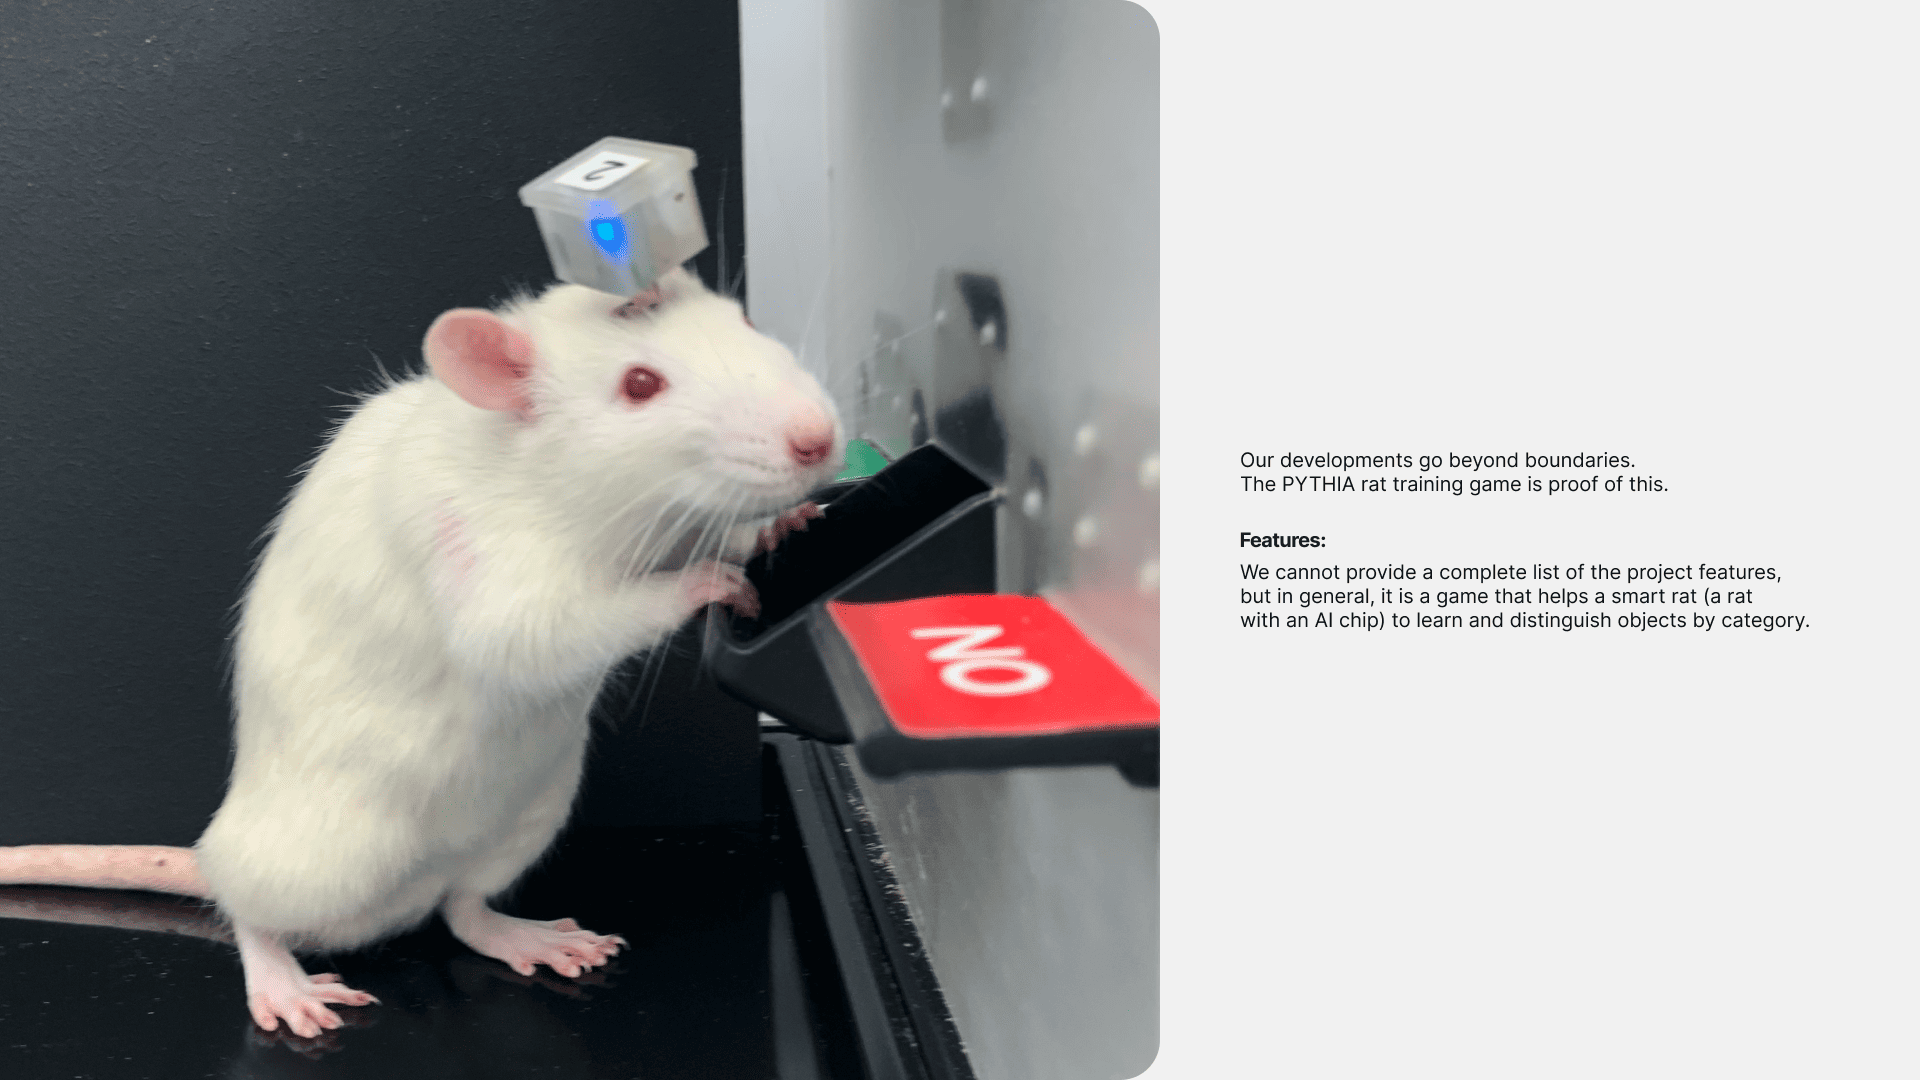 2
NO
Our developments go beyond boundaries.
The PYTHIA rat training game is proof of this.
Features:
We cannot provide a complete list of the project features,
but in general, it is a game that helps a smart rat (a rat
with an AI chip) to learn and distinguish objects by category.